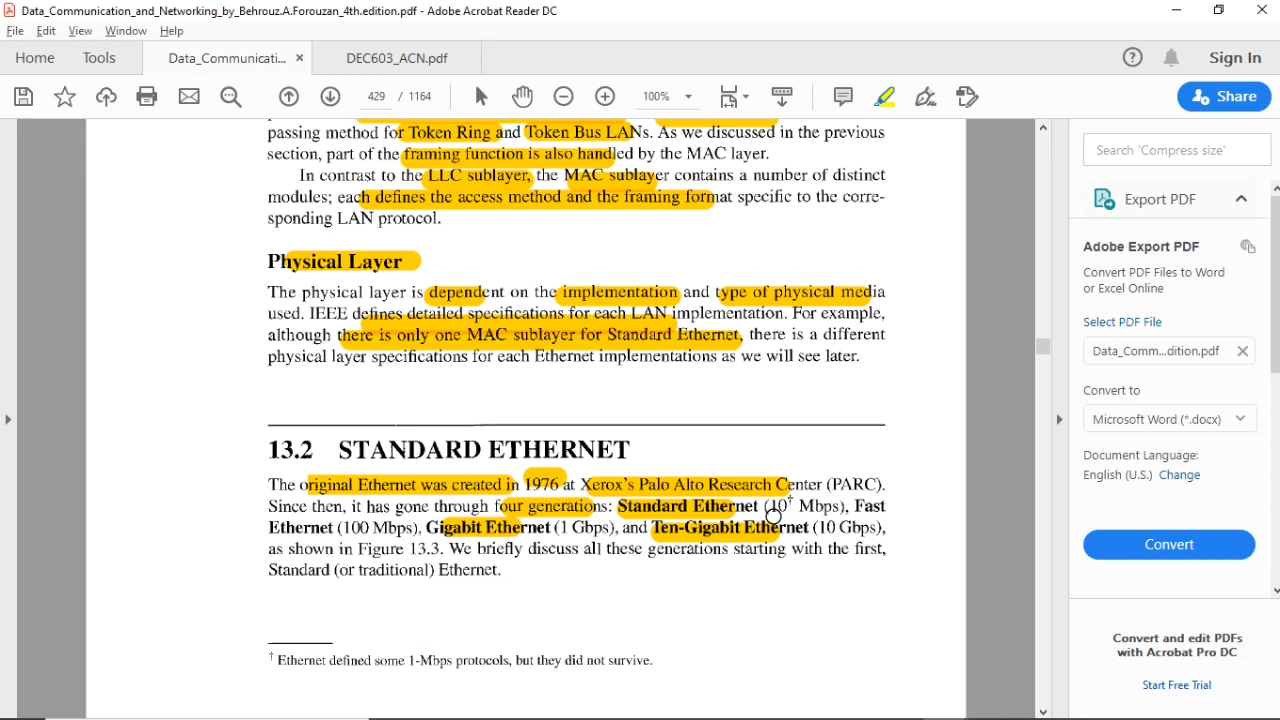 Data_Communication_and_Networking_by_Behrouz.A.Forouzan_4th.edition.pdf - Adobe Acrobat Reader DC
File Edit View Window Help
Home Tools Data_Communicati... × DEC603_ACN.pdf Sign In
429 / 1164 100% Share
passing method for Token Ring and Token Bus LANs. As we discussed in the previous
section, part of the framing function is also handled by the MAC layer.
In contrast to the LLC sublayer, the MAC sublayer contains a number of distinct
modules; each defines the access method and the framing format specific to the corre-
sponding LAN protocol.
Physical Layer
The physical layer is dependent on the implementation and type of physical media
used. IEEE defines detailed specifications for each LAN implementation. For example,
although there is only one MAC sublayer for Standard Ethernet, there is a different
physical layer specifications for each Ethernet implementations as we will see later.
13.2 STANDARD ETHERNET
The original Ethernet was created in 1976 at Xerox's Palo Alto Research Center (PARC).
Since then, it has gone through four generations: Standard Ethernet (10† Mbps), Fast
Ethernet (100 Mbps), Gigabit Ethernet (1 Gbps), and Ten-Gigabit Ethernet (10 Gbps),
as shown in Figure 13.3. We briefly discuss all these generations starting with the first,
Standard (or traditional) Ethernet.
† Ethernet defined some 1-Mbps protocols, but they did not survive.
Search 'Compress size'
Export PDF
Adobe Export PDF
Convert PDF Files to Word
or Excel Online
Select PDF File
Data_Comm...dition.pdf
Convert to
Microsoft Word (*.docx)
Document Language:
English (U.S.) Change
Convert
Convert and edit PDFs
with Acrobat Pro DC
Start Free Trial